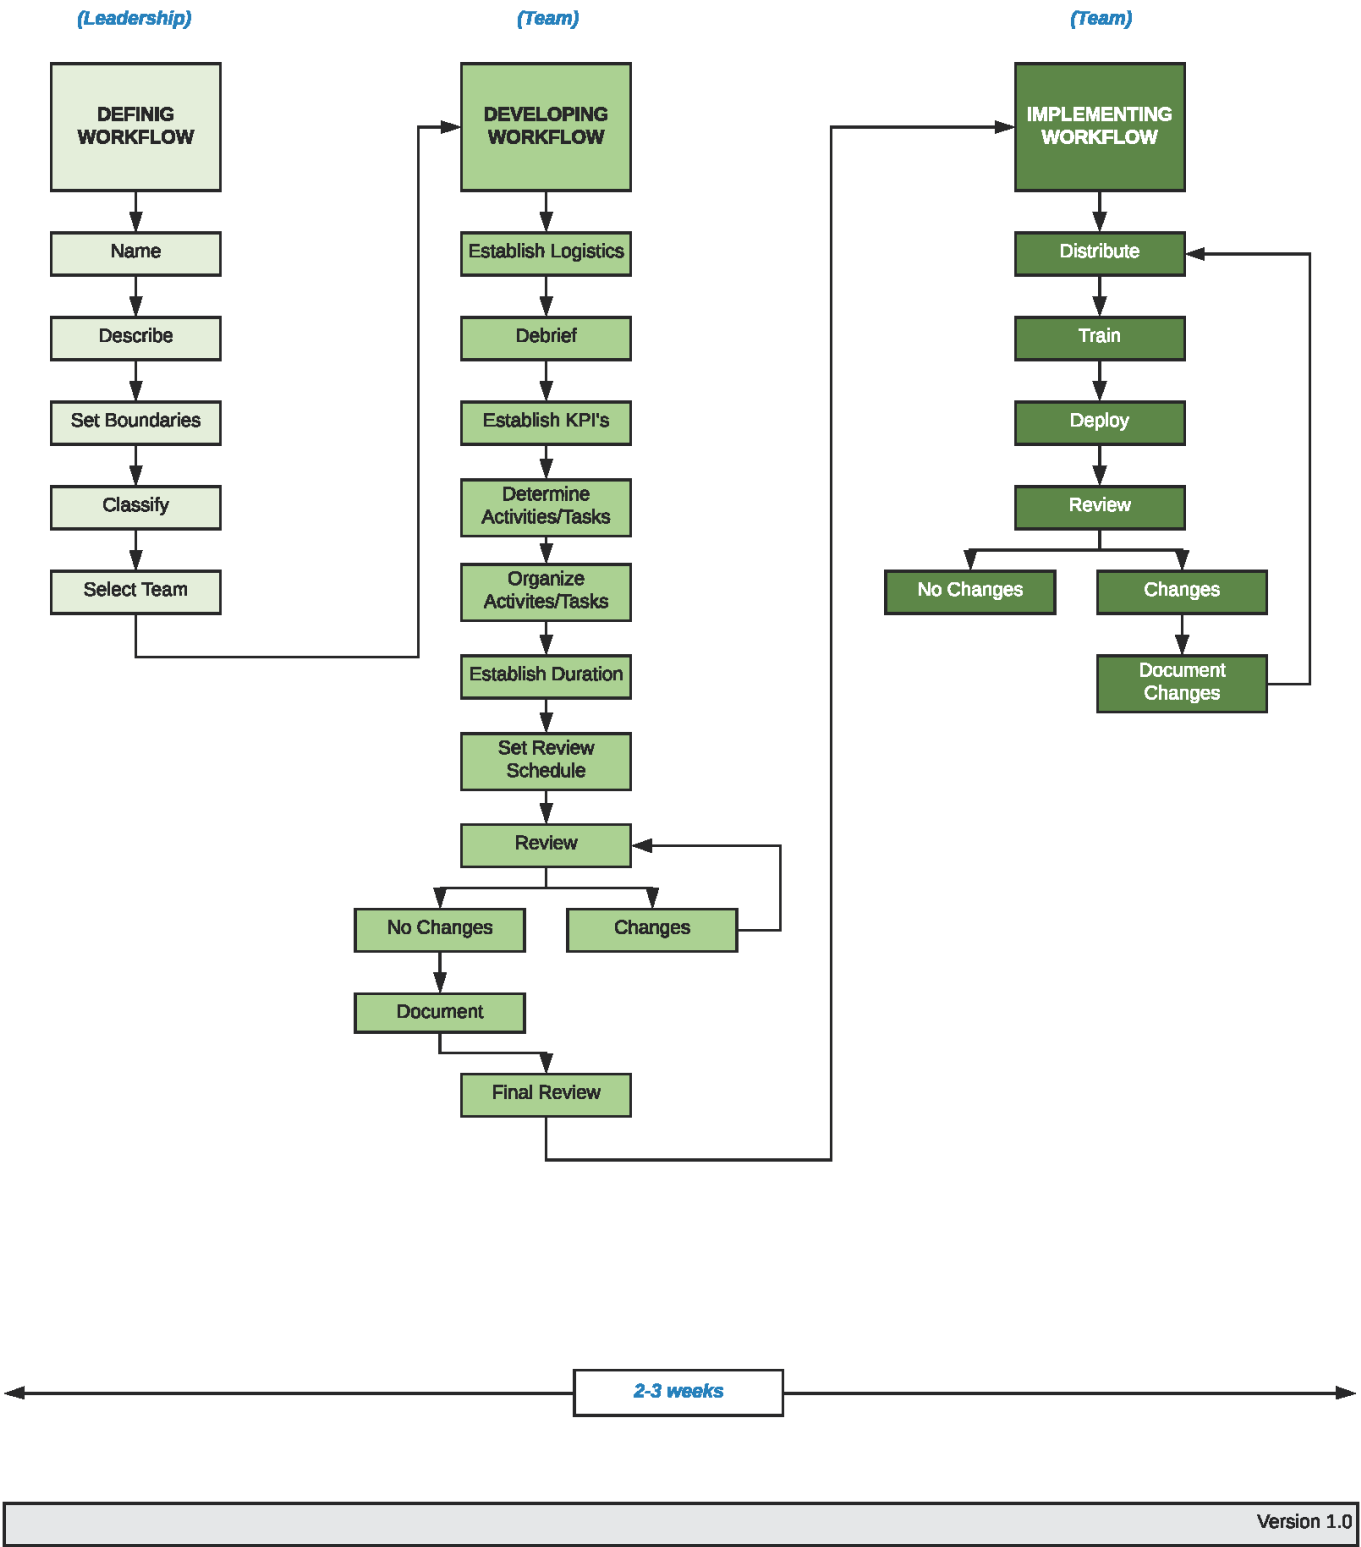 (Leadership)
(Team)
(Team)
DEFINIG
WORKFLOW
Name
Describe
Set Boundaries
Classify
Select Team
DEVELOPING
WORKFLOW
Establish Logistics
Debrief
Establish KPI's
Determine
Activities/Tasks
Organize
Activites/Tasks
Establish Duration
Set Review
Schedule
Review
No Changes
Changes
Document
Final Review
IMPLEMENTING
WORKFLOW
Distribute
Train
Deploy
Review
No Changes
Changes
Document
Changes
2-3 weeks
Version 1.0